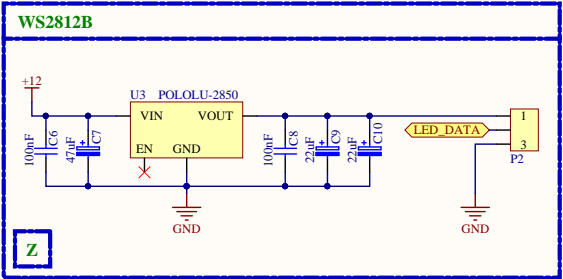 WS2812B
+12
U3 POLOLU-2850
VIN VOUT
EN GND
100nF C6
47uF C7
100nF C8
22uF C9
22uF C10
LED_DATA
1
3
P2
GND
GND
Z